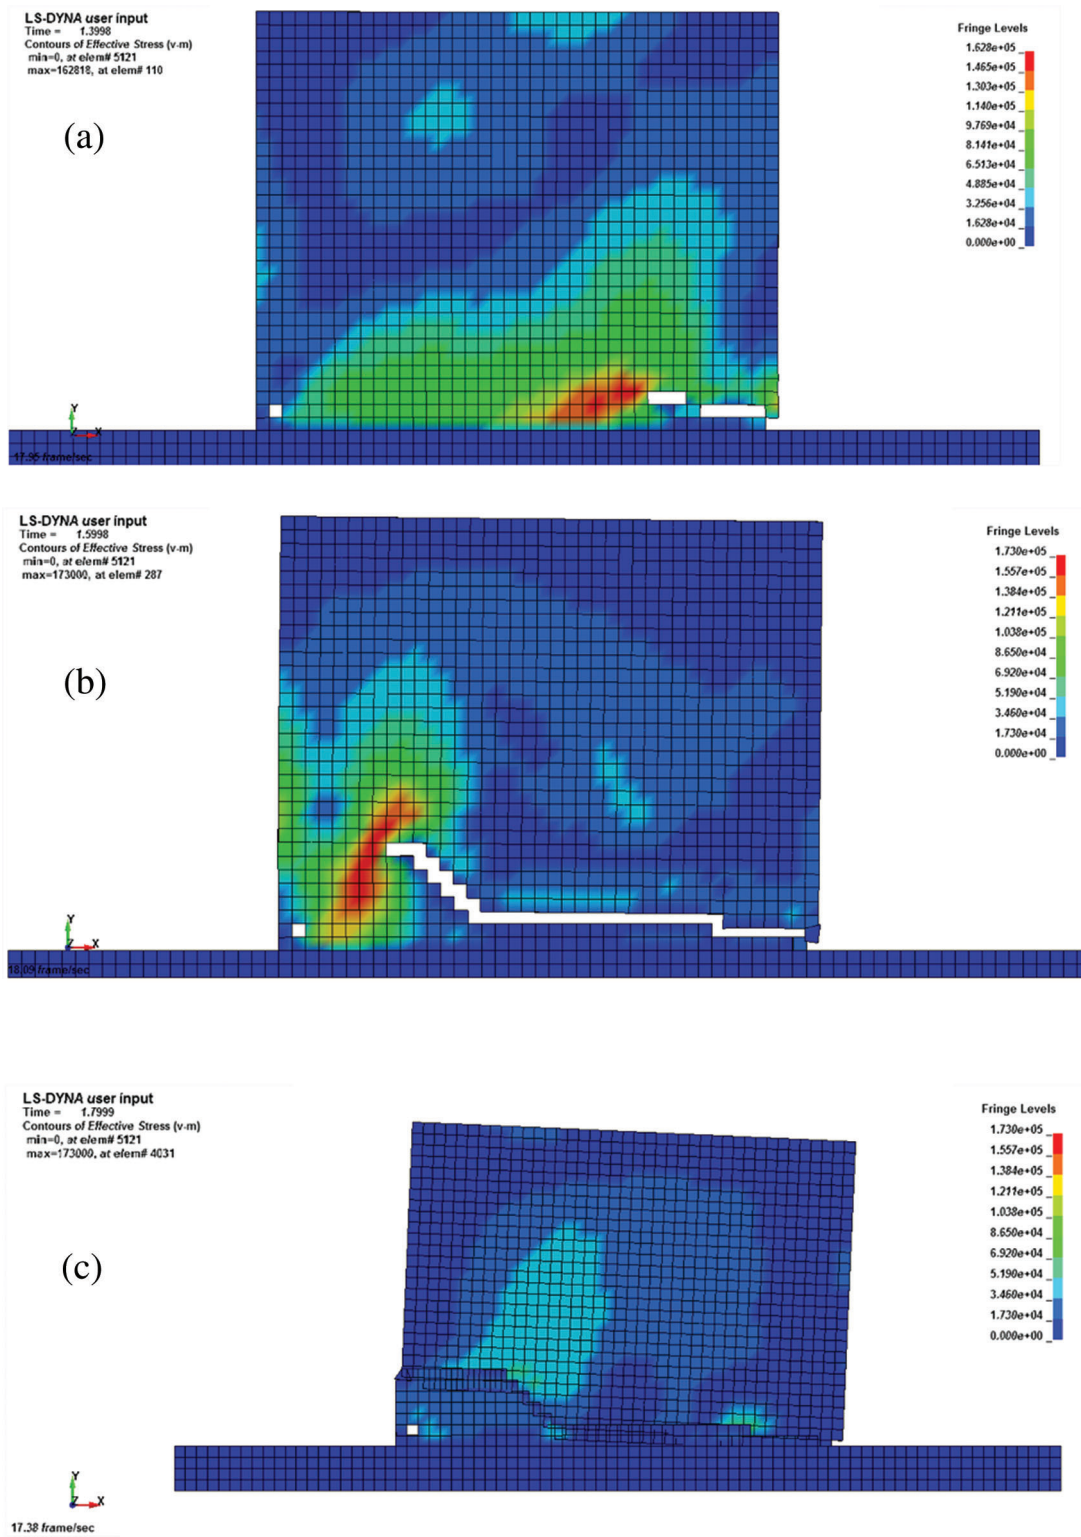 LS-DYNA user input
Time = 1.3998
Contours of Effective Stress (v-m)
min=0, at elem# 5121
max=162818, at elem# 110
(a)
Fringe Levels
1.628e+05
1.465e+05
1.303e+05
1.140e+05
9.769e+04
8.141e+04
6.513e+04
4.885e+04
3.256e+04
1.628e+04
0.000e+00
Y
Z X
17.95 frame/sec
LS-DYNA user input
Time = 1.5998
Contours of Effective Stress (v-m)
min=0, at elem# 5121
max=173000, at elem# 287
(b)
Fringe Levels
1.730e+05
1.557e+05
1.384e+05
1.211e+05
1.038e+05
8.650e+04
6.920e+04
5.190e+04
3.460e+04
1.730e+04
0.000e+00
Y
Z X
18.09 frame/sec
LS-DYNA user input
Time = 1.7999
Contours of Effective Stress (v-m)
min=0, at elem# 5121
max=173000, at elem# 4031
(c)
Fringe Levels
1.730e+05
1.557e+05
1.384e+05
1.211e+05
1.038e+05
8.650e+04
6.920e+04
5.190e+04
3.460e+04
1.730e+04
0.000e+00
Y
Z X
17.38 frame/sec